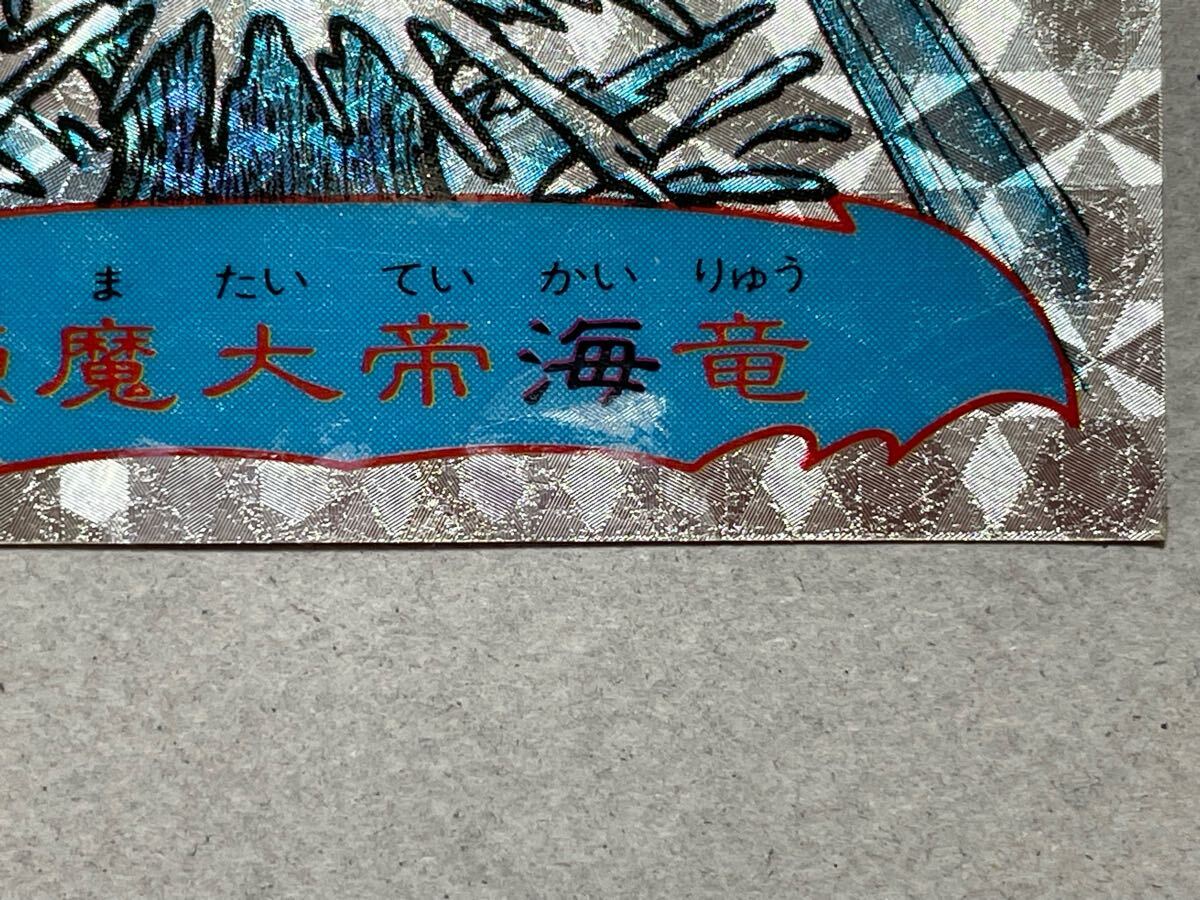 ま たい てい かい りゅう
魔大帝海竜